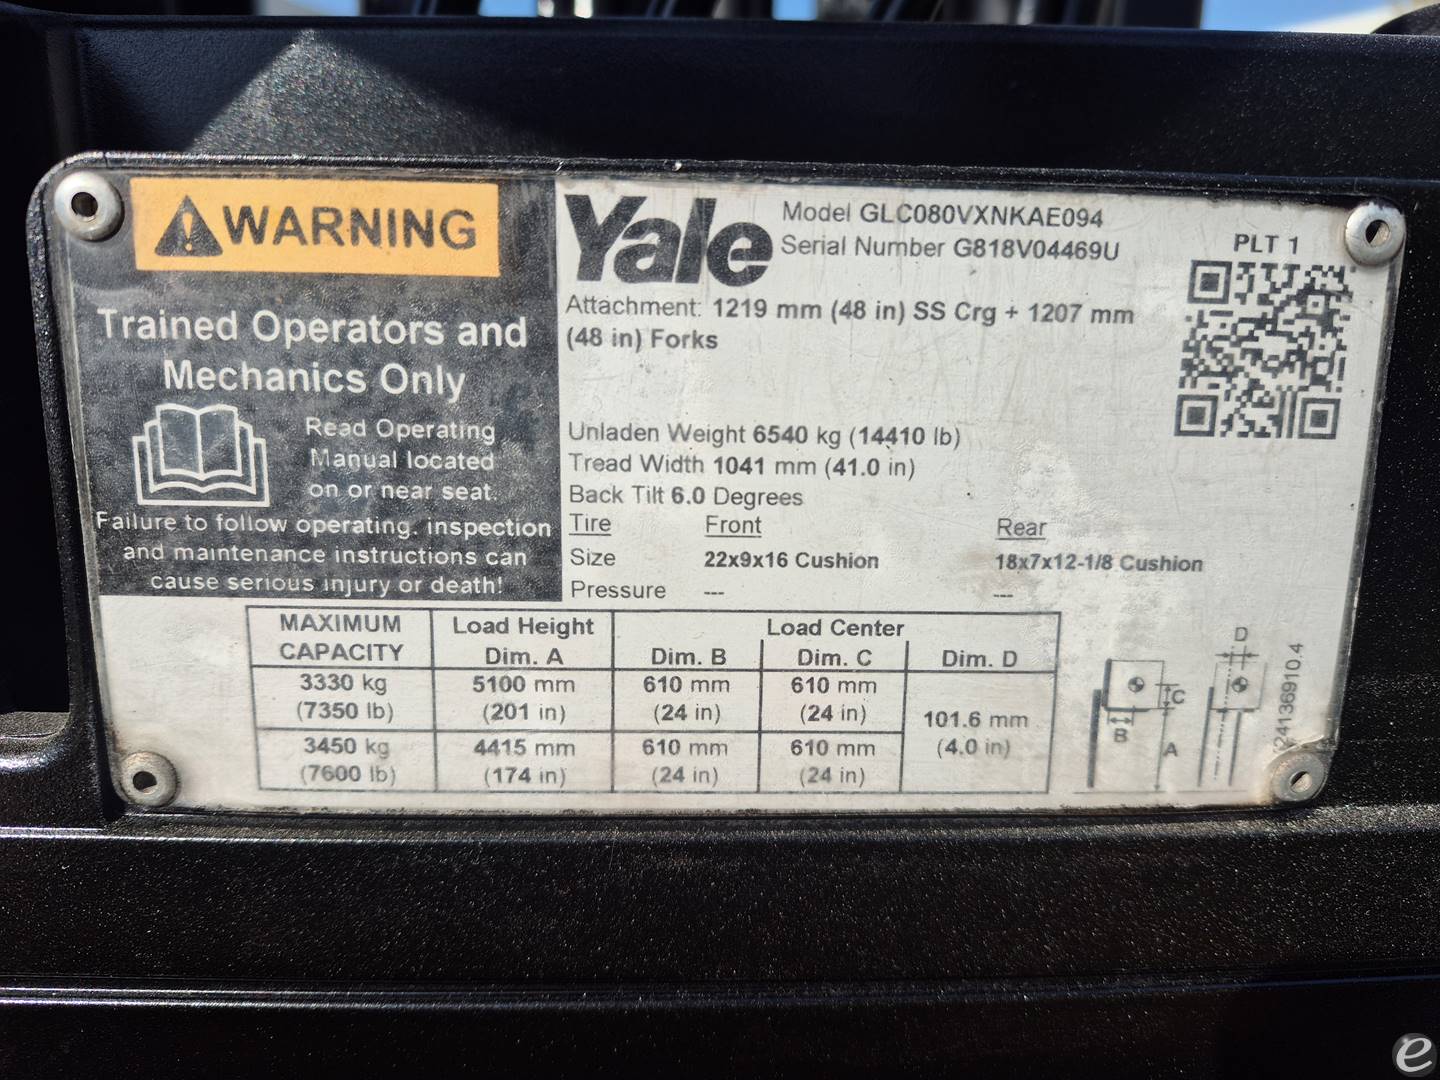 WARNING
Trained Operators and
Mechanics Only
Read Operating
Manual located
on or near seat.
Failure to follow operating, inspection
and maintenance instructions can
cause serious injury or death!
Yale
Model GLC080VXNKAE094
Serial Number G818V04469U
PLT 1
Attachment: 1219 mm (48 in) SS Crg + 1207 mm
(48 in) Forks
Unladen Weight 6540 kg (14410 lb)
Tread Width 1041 mm (41.0 in)
Back Tilt 6.0 Degrees
Tire Front Rear
Size 22x9x16 Cushion 18x7x12-1/8 Cushion
Pressure --- ---
MAXIMUM CAPACITY Load Height Dim. A Load Center Dim. B Dim. C Dim. D
3330 kg 5100 mm 610 mm 610 mm
(7350 lb) (201 in) (24 in) (24 in)
101.6 mm
(4.0 in)
3450 kg 4415 mm 610 mm 610 mm
(7600 lb) (174 in) (24 in) (24 in)
D
C
B
A
e